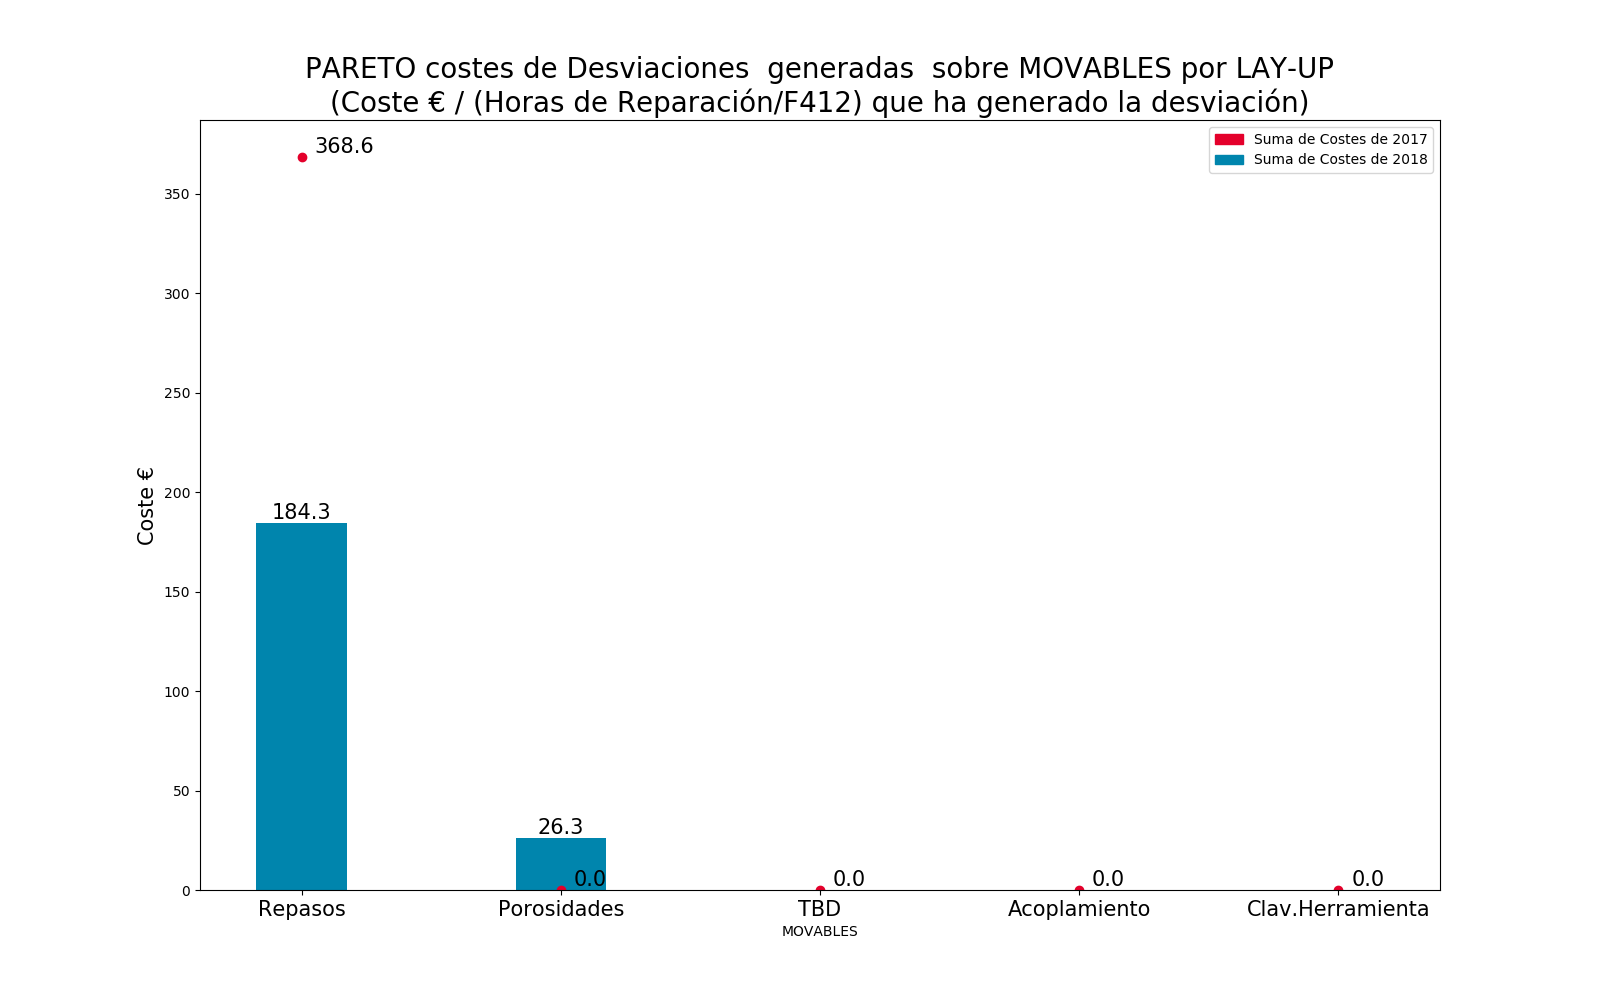 PARETO costes de Desviaciones  generadas  sobre MOVABLES por LAY-UP
(Coste € / (Horas de Reparación/F412) que ha generado la desviación)
Suma de Costes de 2017
Suma de Costes de 2018
368.6
350
300
250
200
150
100
50
0
Coste €
184.3
26.3
0.0
0.0
0.0
0.0
Repasos
Porosidades
TBD
Acoplamiento
Clav.Herramienta
MOVABLES